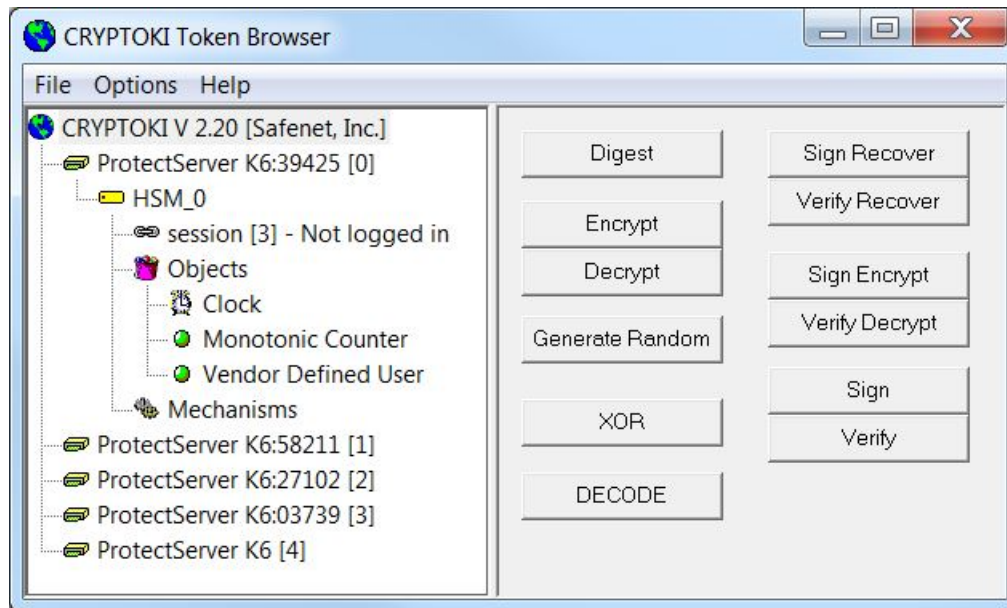 CRYPTOKI Token Browser
File Options Help
CRYPTOKI V 2.20 [Safenet, Inc.]
ProtectServer K6:39425 [0]
HSM_0
session [3] - Not logged in
Objects
Clock
Monotonic Counter
Vendor Defined User
Mechanisms
ProtectServer K6:58211 [1]
ProtectServer K6:27102 [2]
ProtectServer K6:03739 [3]
ProtectServer K6 [4]
Digest
Encrypt
Decrypt
Generate Random
XOR
DECODE
Sign Recover
Verify Recover
Sign Encrypt
Verify Decrypt
Sign
Verify